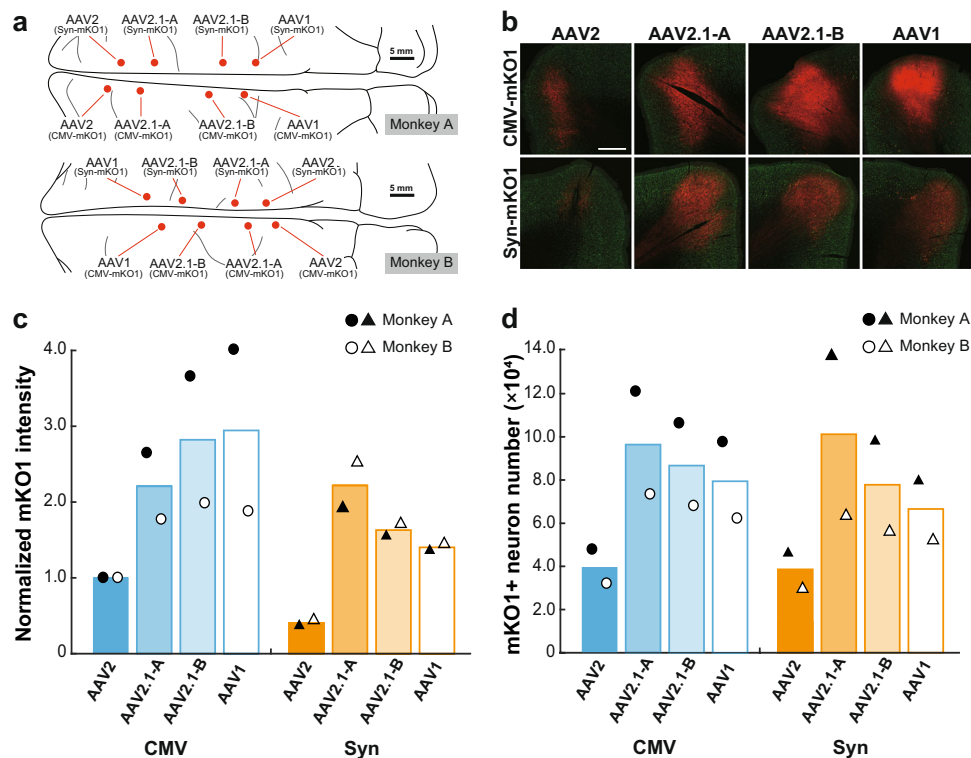 a
AAV2 AAV2.1-A AAV2.1-B AAV1
(Syn-mKO1) (Syn-mKO1) (Syn-mKO1) (Syn-mKO1)
5 mm
AAV2 AAV2.1-A AAV2.1-B AAV1
(CMV-mKO1) (CMV-mKO1) (CMV-mKO1) (CMV-mKO1)
Monkey A
AAV1 AAV2.1-B AAV2.1-A AAV2
(Syn-mKO1) (Syn-mKO1) (Syn-mKO1) (Syn-mKO1)
5 mm
AAV1 AAV2.1-B AAV2.1-A AAV2
(CMV-mKO1) (CMV-mKO1) (CMV-mKO1) (CMV-mKO1)
Monkey B
b
AAV2 AAV2.1-A AAV2.1-B AAV1
CMV-mKO1
Syn-mKO1
c
Monkey A
Monkey B
Normalized mKO1 intensity
4.0
3.0
2.0
1.0
0
AAV2 AAV2.1-A AAV2.1-B AAV1 AAV2 AAV2.1-A AAV2.1-B AAV1
CMV Syn
d
Monkey A
Monkey B
mKO1+ neuron number (×10⁴)
14.0
12.0
10.0
8.0
6.0
4.0
2.0
0
AAV2 AAV2.1-A AAV2.1-B AAV1 AAV2 AAV2.1-A AAV2.1-B AAV1
CMV Syn